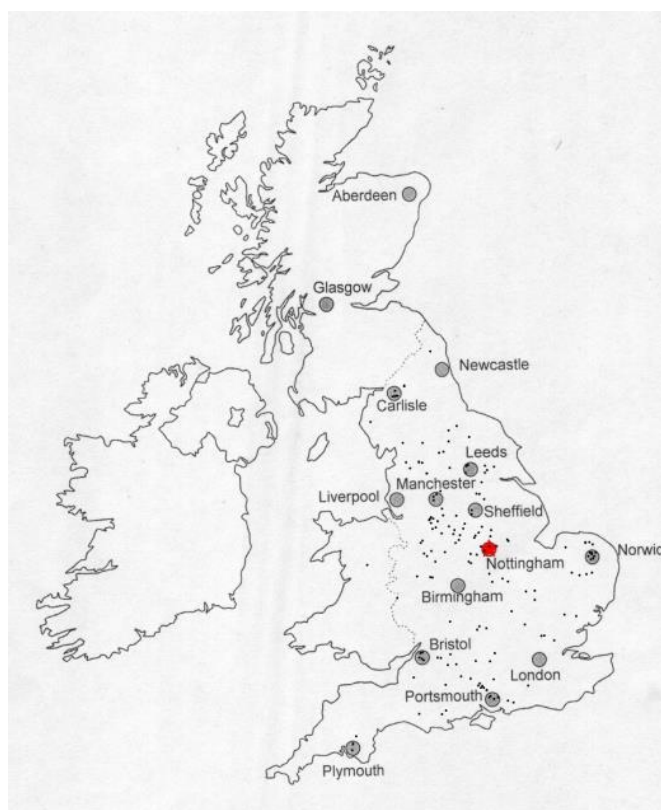 Aberdeen
Glasgow
Newcastle
Carlisle
Leeds
Manchester
Liverpool
Sheffield
Norwic
Nottingham
Birmingham
Bristol
London
Portsmouth
Plymouth